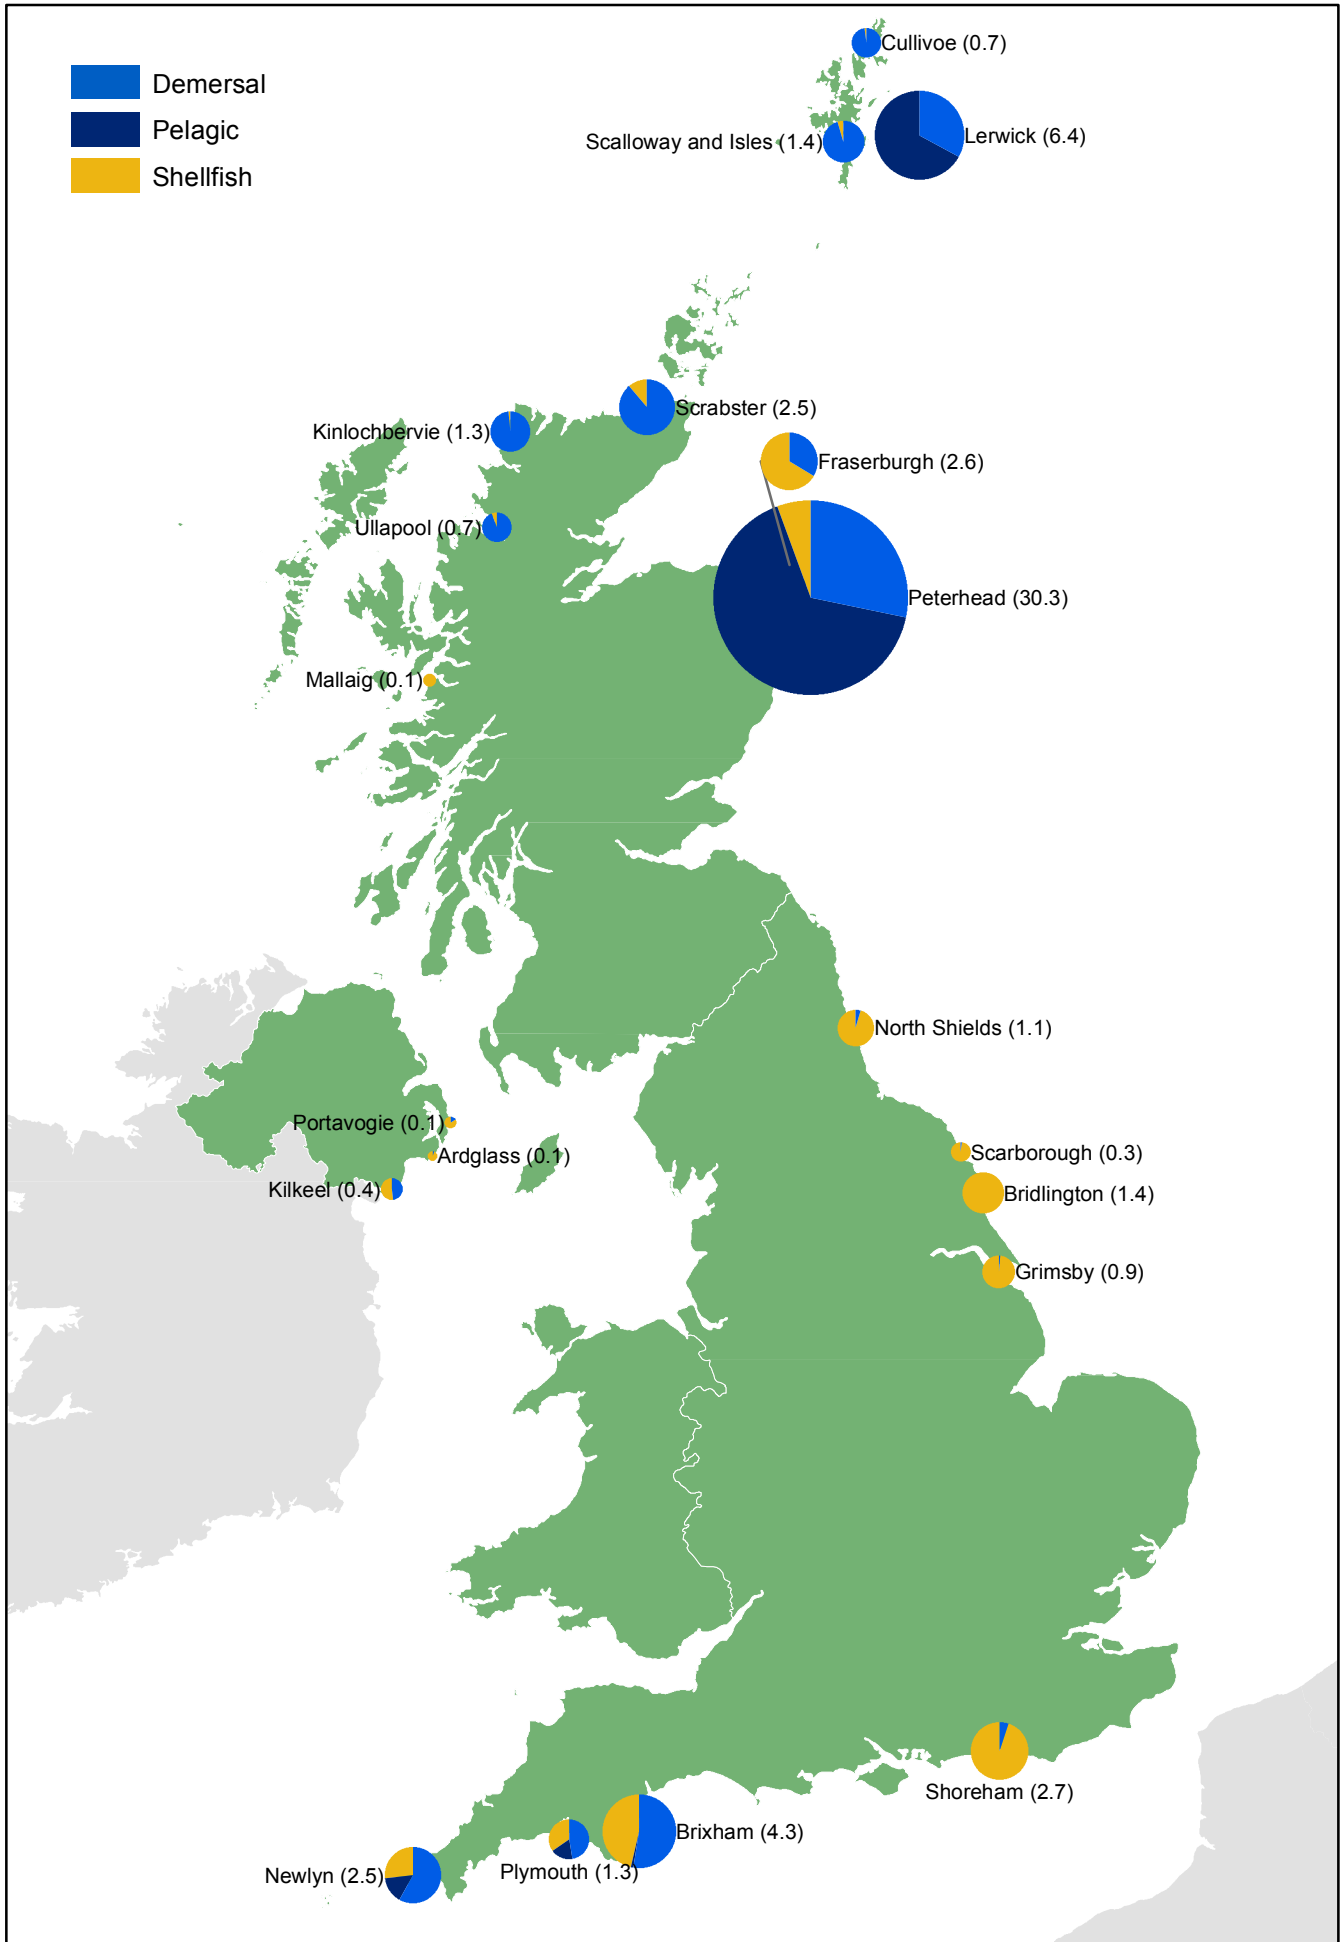 Demersal
Pelagic
Shellfish
Cullivoe (0.7)
Scalloway and Isles (1.4)
Lerwick (6.4)
Scrabster (2.5)
Kinlochbervie (1.3)
Fraserburgh (2.6)
Ullapool (0.7)
Peterhead (30.3)
Mallaig (0.1)
North Shields (1.1)
Portavogie (0.1)
Ardglass (0.1)
Scarborough (0.3)
Kilkeel (0.4)
Bridlington (1.4)
Grimsby (0.9)
Shoreham (2.7)
Brixham (4.3)
Plymouth (1.3)
Newlyn (2.5)